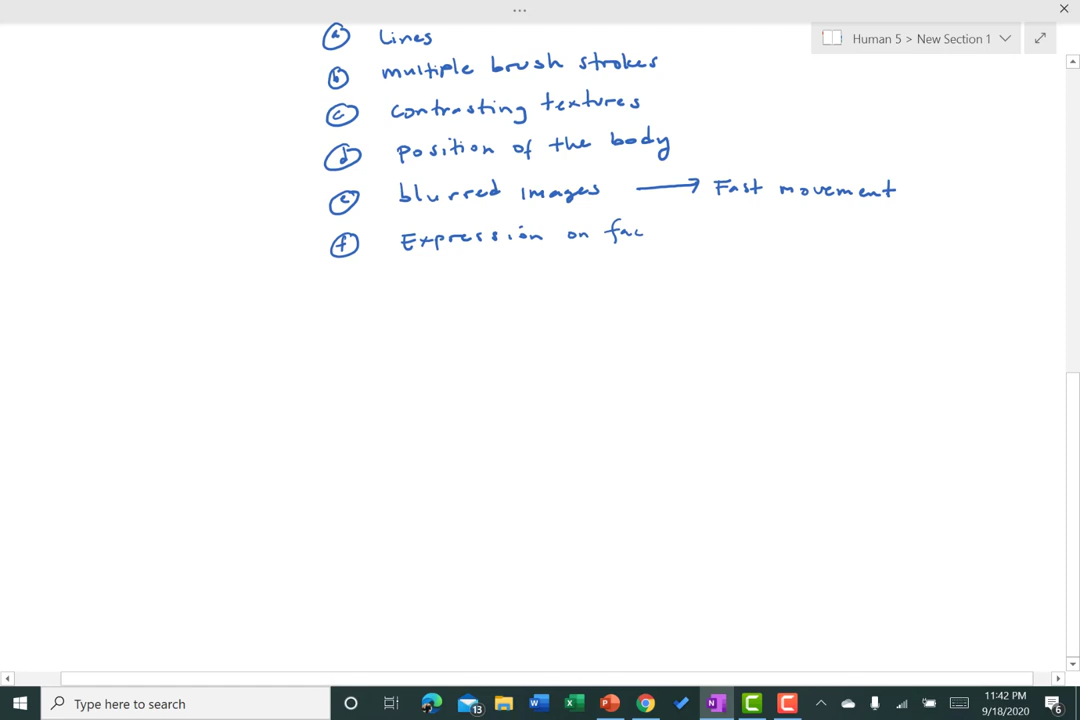 Human 5 > New Section 1
a lines
b multiple brush strokes
c contrasting textures
d position of the body
e blurred images → Fast movement
f Expression on fac
Type here to search
13
11:42 PM
9/18/2020
6